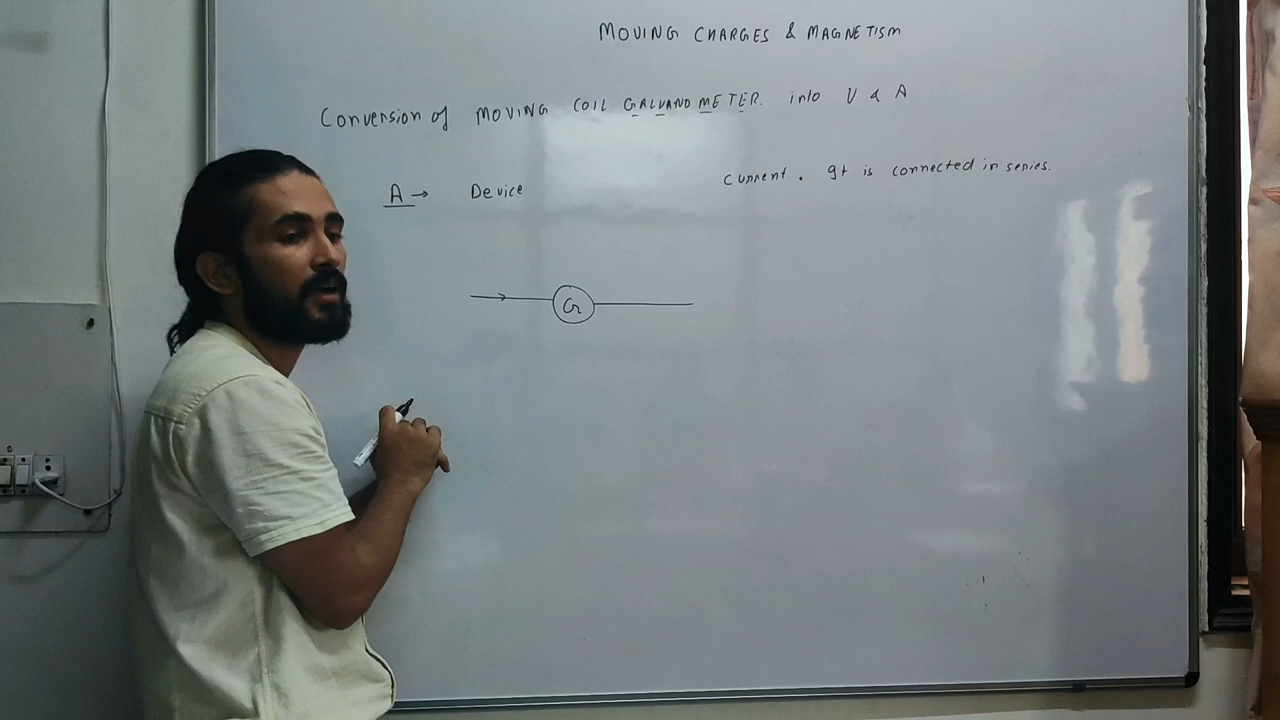 MOVING CHARGES & MAGNETISM
Conversion of MOVING COIL GALVANOMETER. into V & A
A → Device current. It is connected in series.
G